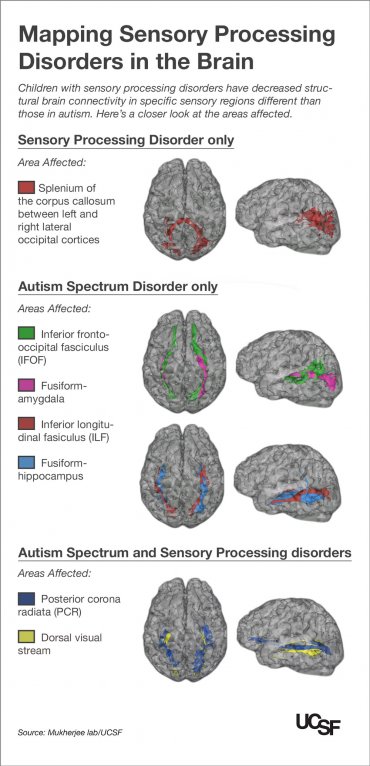 Mapping Sensory Processing
Disorders in the Brain
Children with sensory processing disorders have decreased struc-
tural brain connectivity in specific sensory regions different than
those in autism. Here's a closer look at the areas affected.
Sensory Processing Disorder only
Area Affected:
Splenium of
the corpus callosum
between left and
right lateral
occipital cortices
Autism Spectrum Disorder only
Areas Affected:
Inferior fronto-
occipital fasciculus
(IFOF)
Fusiform-
amygdala
Inferior longitu-
dinal fasiculus (ILF)
Fusiform-
hippocampus
Autism Spectrum and Sensory Processing disorders
Areas Affected:
Posterior corona
radiata (PCR)
Dorsal visual
stream
Source: Mukherjee lab/UCSF
UCSF